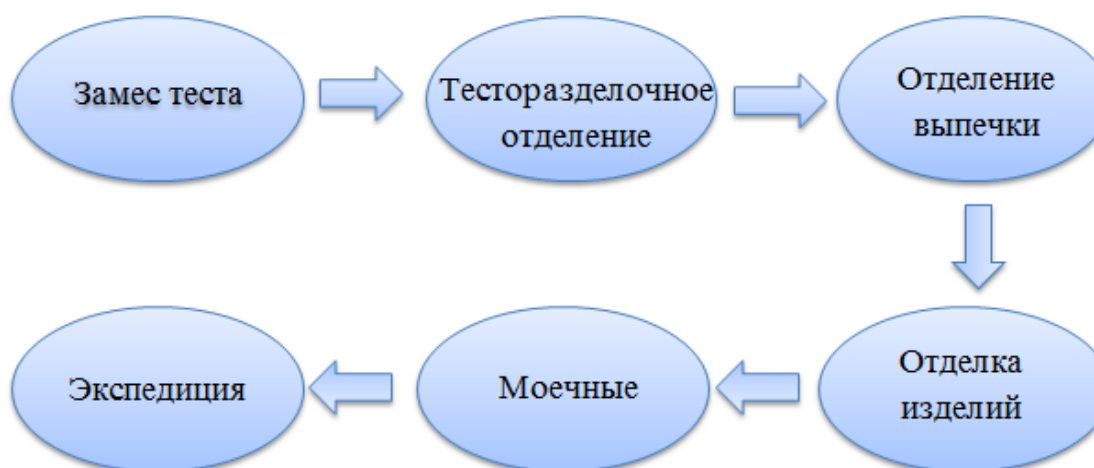 Замес теста
Тесторазделочное
отделение
Отделение
выпечки
Экспедиция
Моечные
Отделка
изделий